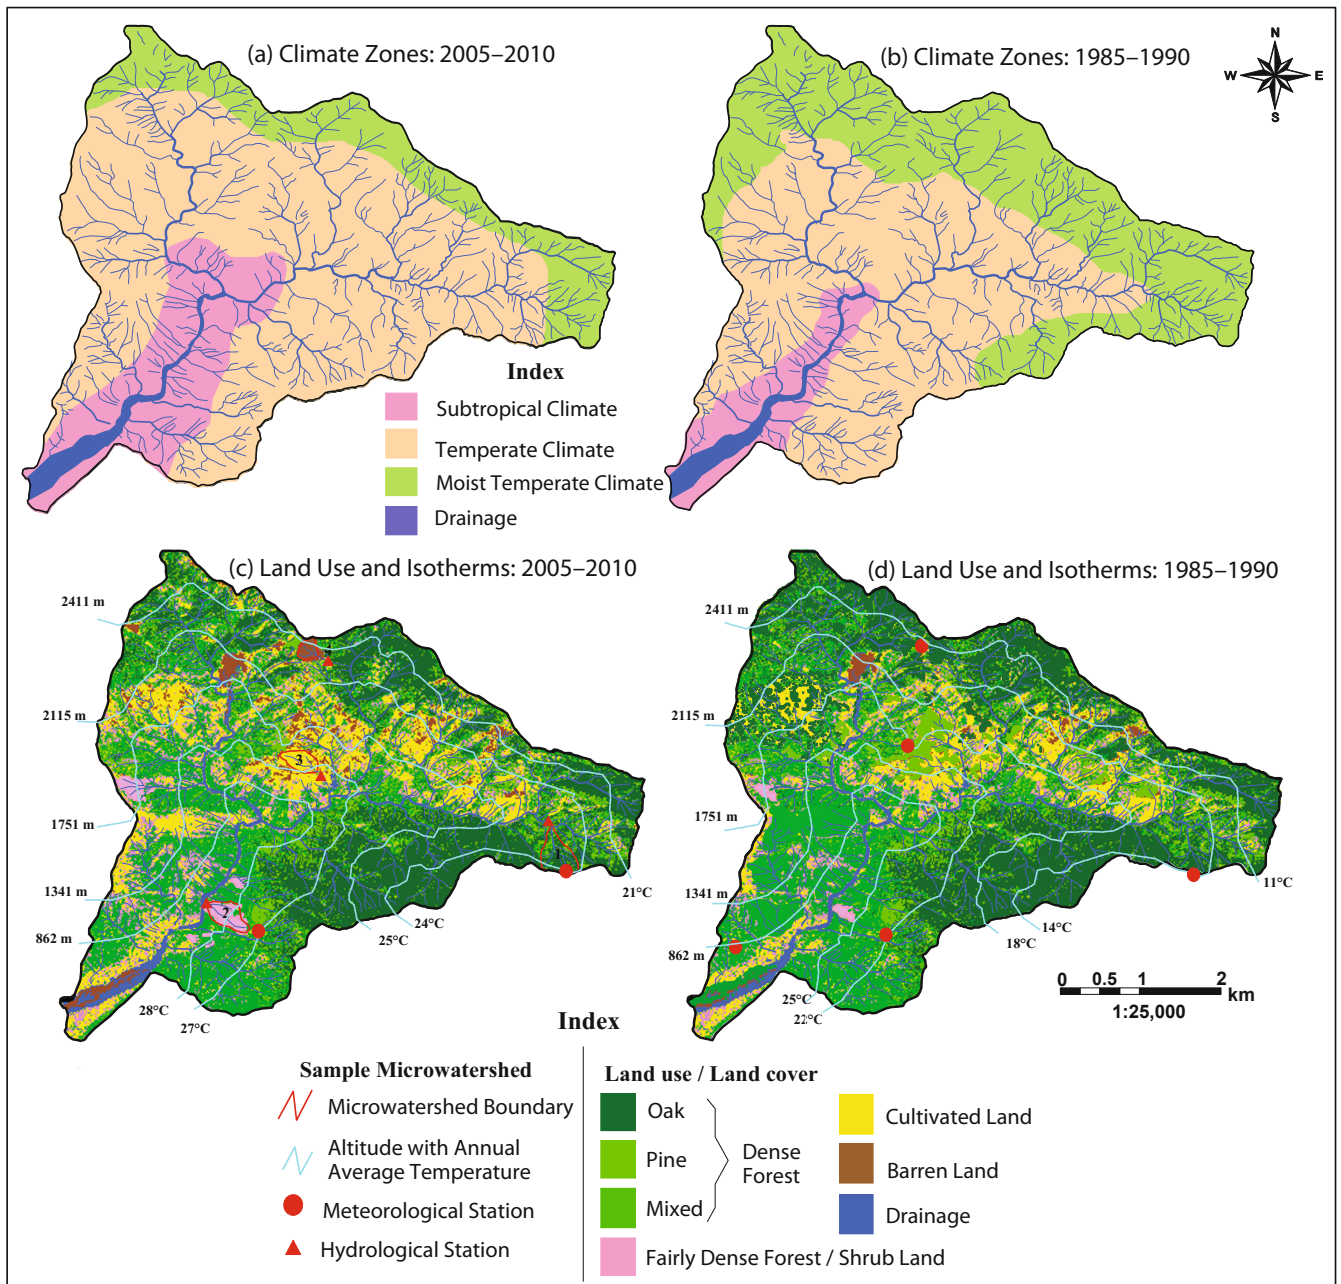 (a) Climate Zones: 2005–2010
(b) Climate Zones: 1985–1990
N
W E
S
Index
Subtropical Climate
Temperate Climate
Moist Temperate Climate
Drainage
(c) Land Use and Isotherms: 2005–2010
2411 m
2115 m
1751 m
1341 m
862 m
3
1
2
21°C
24°C
25°C
28°C
27°C
(d) Land Use and Isotherms: 1985–1990
2411 m
2115 m
1751 m
1341 m
862 m
11°C
14°C
18°C
25°C
22°C
0 0.5 1 2
km
1:25,000
Index
Sample Microwatershed
Microwatershed Boundary
Altitude with Annual
Average Temperature
Meteorological Station
Hydrological Station
Land use / Land cover
Oak
Pine
Mixed
Dense
Forest
Fairly Dense Forest / Shrub Land
Cultivated Land
Barren Land
Drainage